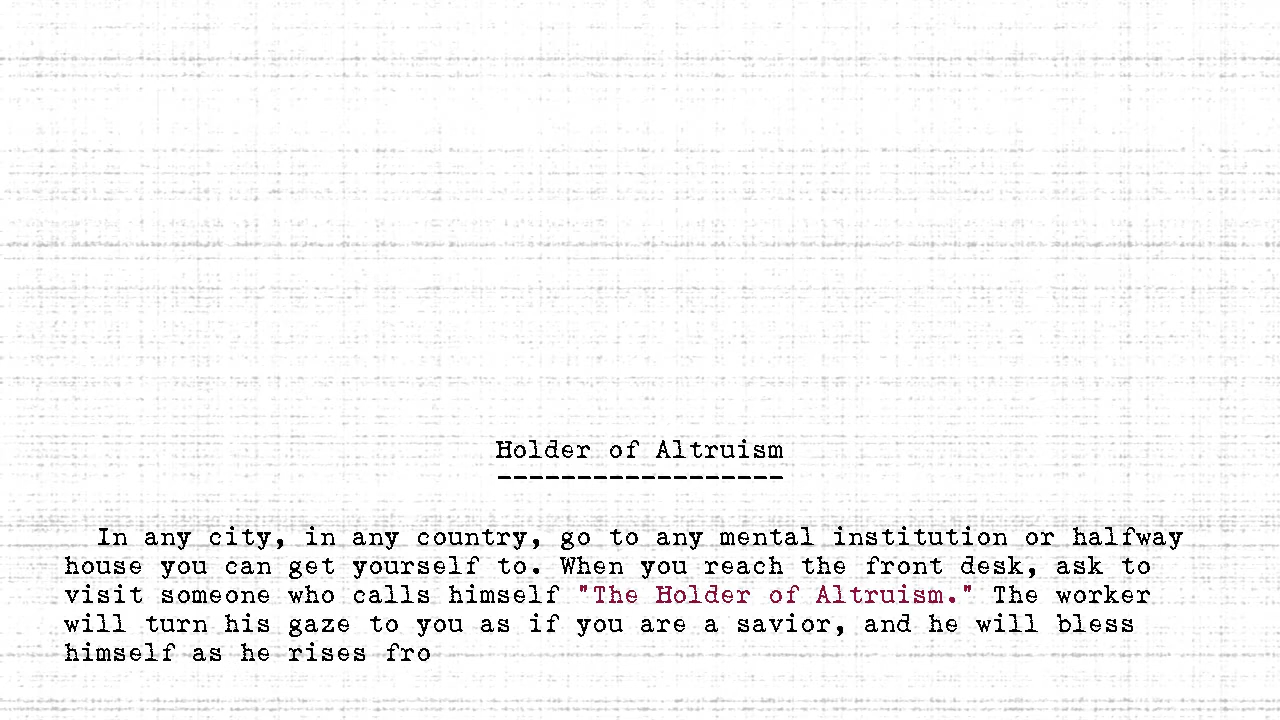 Holder of Altruism
------------------
In any city, in any country, go to any mental institution or halfway
house you can get yourself to. When you reach the front desk, ask to
visit someone who calls himself "The Holder of Altruism." The worker
will turn his gaze to you as if you are a savior, and he will bless
himself as he rises fro